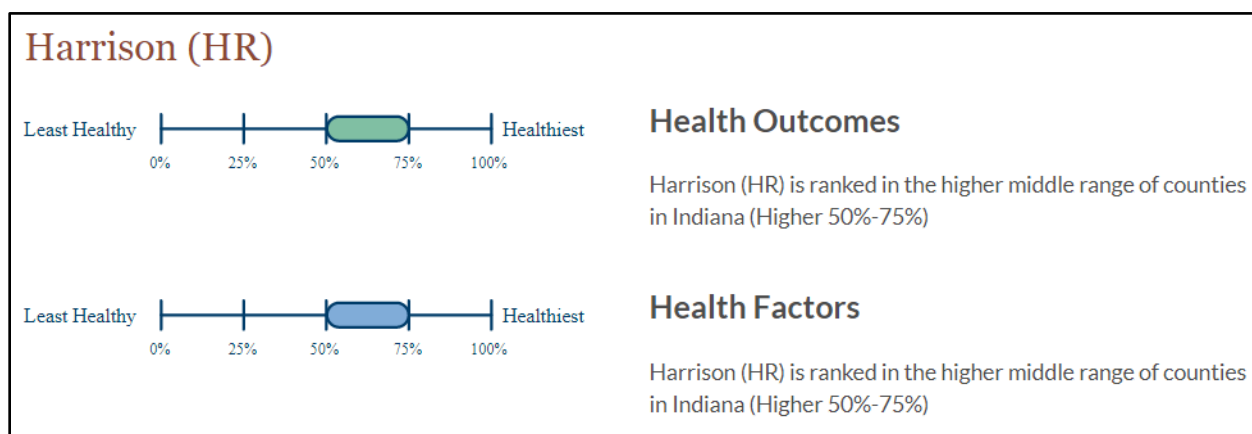 Harrison (HR)
Least Healthy
Healthiest
0% 25% 50% 75% 100%
Health Outcomes
Harrison (HR) is ranked in the higher middle range of counties
in Indiana (Higher 50%-75%)
Least Healthy
Healthiest
0% 25% 50% 75% 100%
Health Factors
Harrison (HR) is ranked in the higher middle range of counties
in Indiana (Higher 50%-75%)